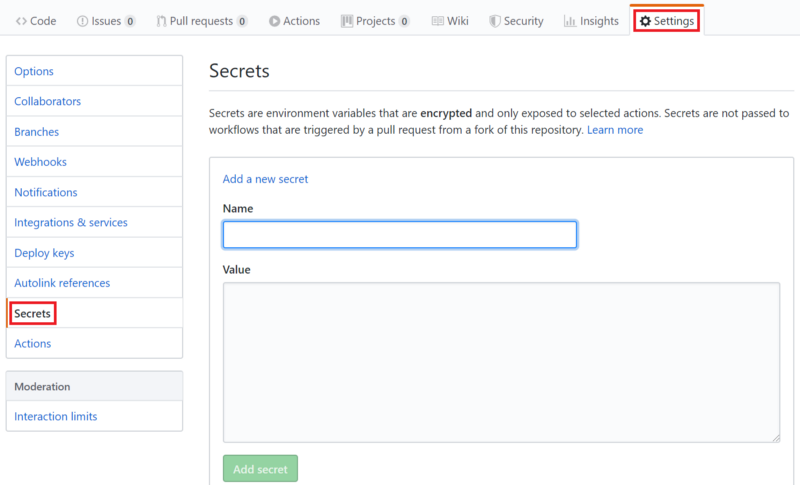 Code Issues 0 Pull requests 0 Actions Projects 0 Wiki Security Insights Settings
Options
Collaborators
Branches
Webhooks
Notifications
Integrations & services
Deploy keys
Autolink references
Secrets
Actions
Moderation
Interaction limits
Secrets
Secrets are environment variables that are encrypted and only exposed to selected actions. Secrets are not passed to
workflows that are triggered by a pull request from a fork of this repository. Learn more
Add a new secret
Name
Value
Add secret